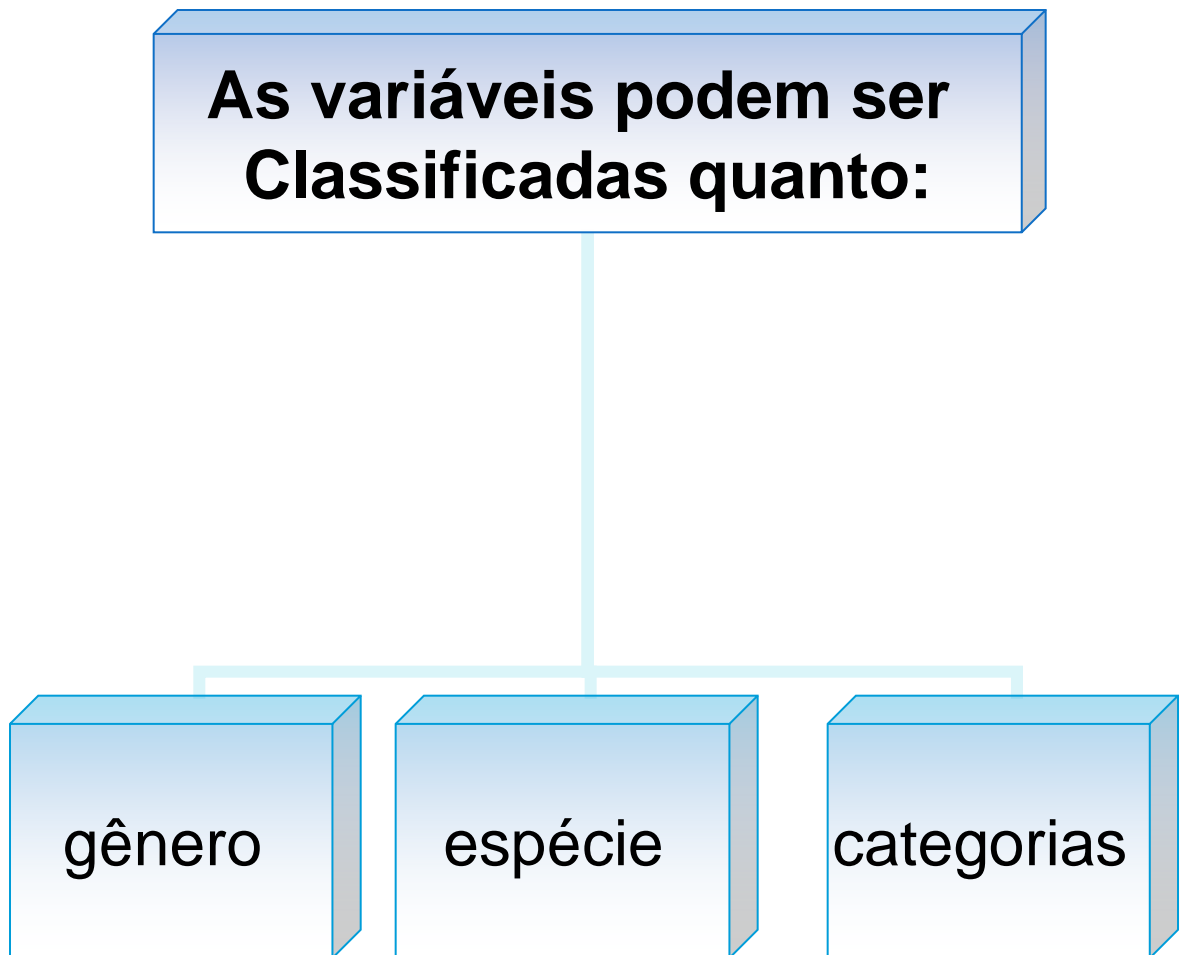 As variáveis podem ser
Classificadas quanto:
gênero
espécie
categorias